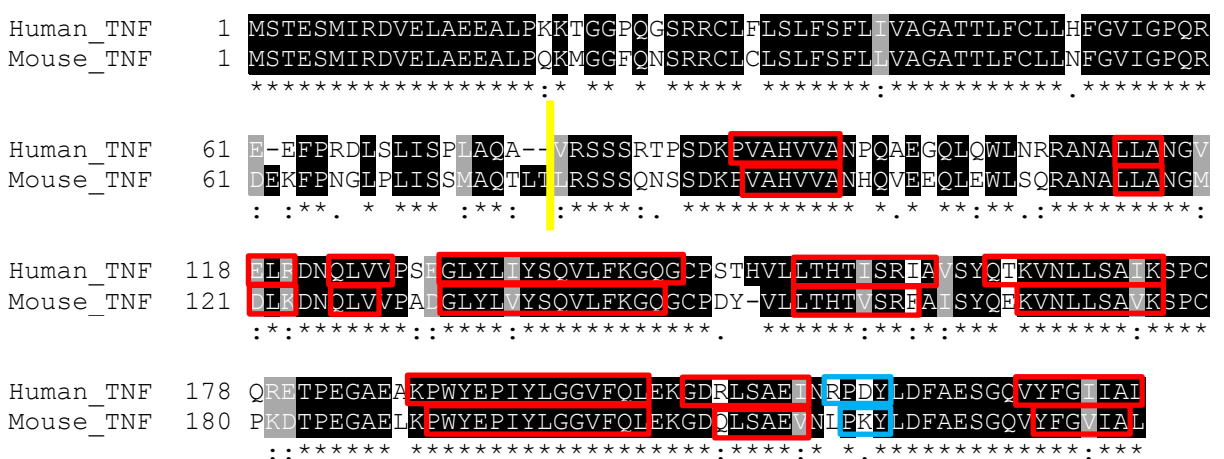 Human_TNF 1 MSTESMIRDVELAEEALPKKTGGPQGSRRCLFLSLFSFLIVAGATTLFCLLHFGVIGPQR
Mouse_TNF 1 MSTESMIRDVELAEEALPQKMGGFQNSRRCLCLSLFSFLLVAGATTLFCLLNFGVIGPQR
******************:* ** * ***** *******:***********.********
Human_TNF 61 E-EFPRDLSLISPLAQA--VRSSSRTPSDKPVAHVVANPQAEGQLQWLNRRANALLANGV
Mouse_TNF 61 DEKFPNGLPLISSMAQTLTLRSSSQNSSDKPVAHVVANHQVEEQLEWLSQRANALLANGM
: :**. * *** :**:  :****:. *********** *.* **:**.:*********:
Human_TNF 118 ELRDNQLVVPSEGLYLIYSQVLFKGQGCPSTHVLLTHTISRIAVSYQTKVNLLSAIKSPC
Mouse_TNF 121 DLKDNQLVVPADGLYLVYSQVLFKGQGCPDY-VLLTHTVSRFAISYQEKVNLLSAVKSPC
:*:*******::****:************.  ******:**:*:*** *******:****
Human_TNF 178 QRETPEGAEAKPWYEPIYLGGVFQLEKGDRLSAEINRPDYLDFAESGQVYFGIIAL
Mouse_TNF 180 PKDTPEGAELKPWYEPIYLGGVFQLEKGDQLSAEVNLPKYLDFAESGQVYFGVIAL
::****** *******************:****:* *.*************:***